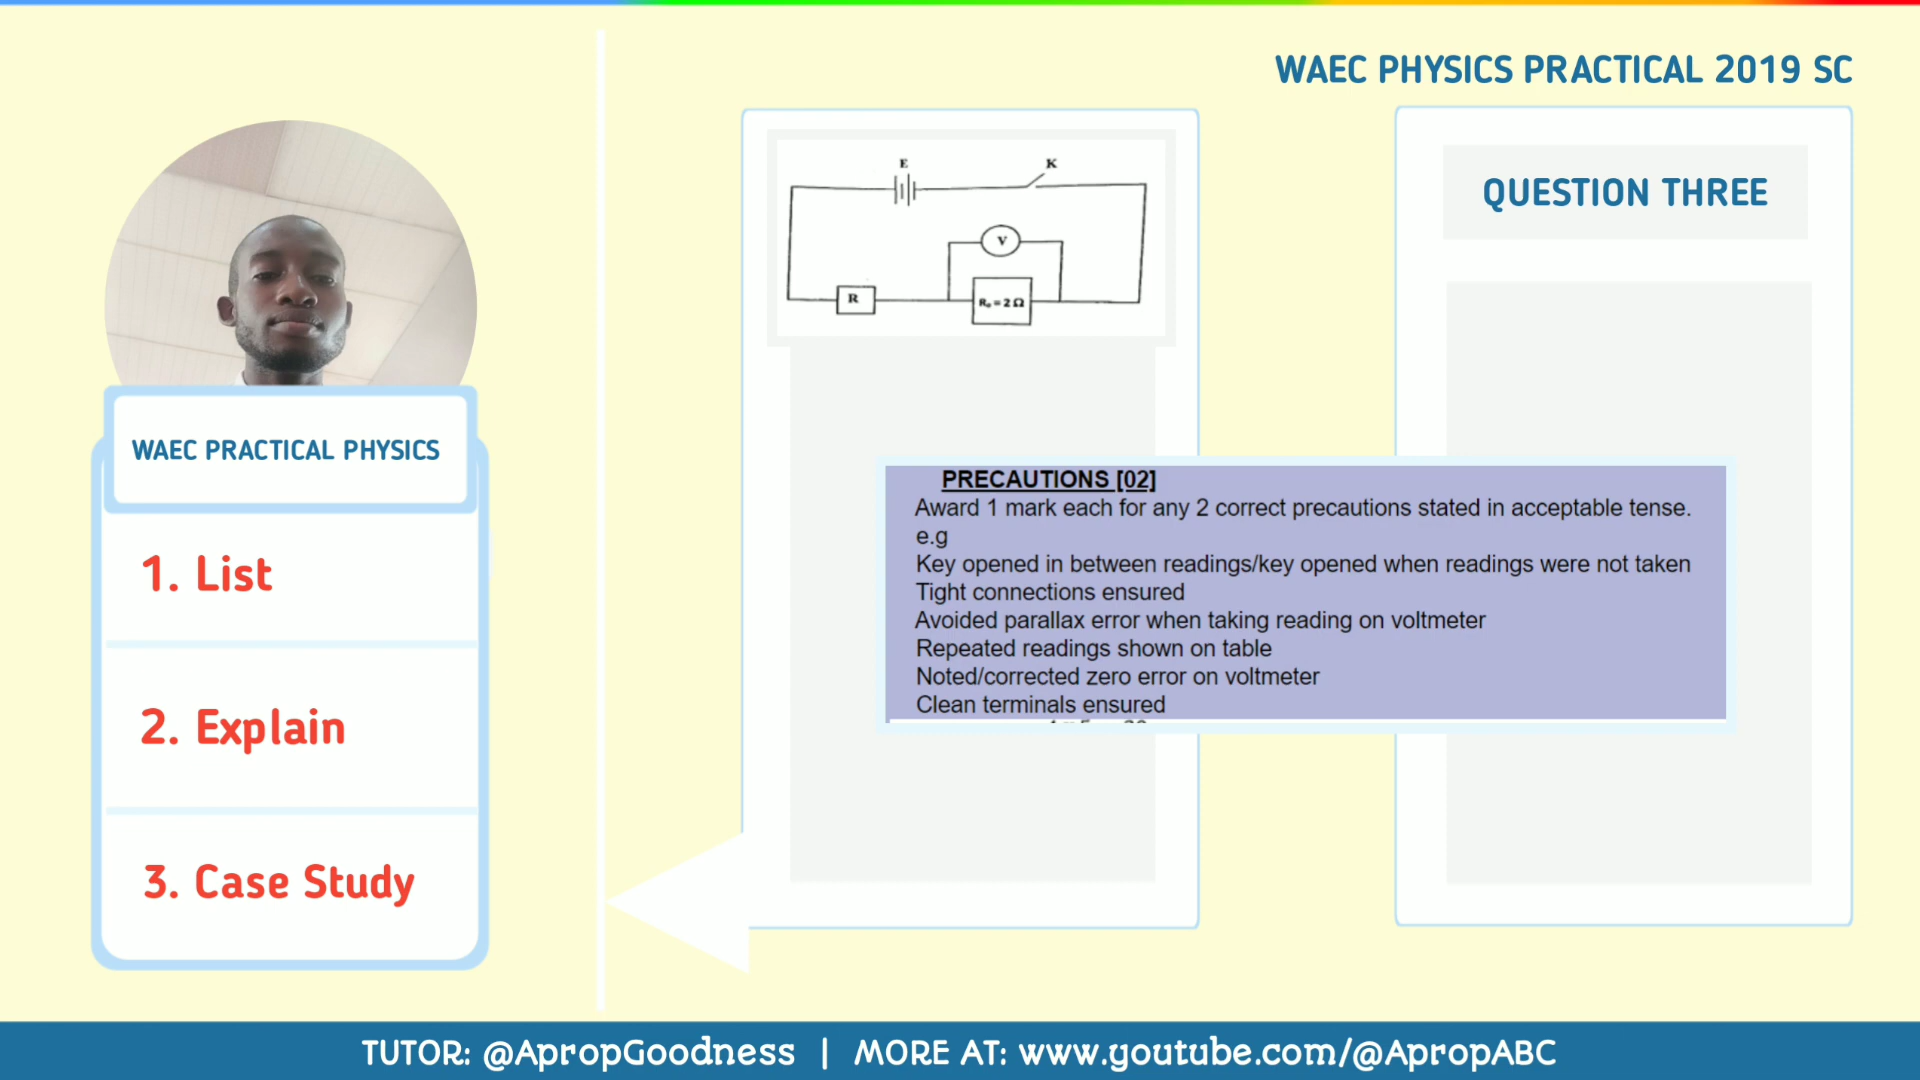 WAEC PHYSICS PRACTICAL 2019 SC
E
K
V
R
Rₒ=2Ω
QUESTION THREE
WAEC PRACTICAL PHYSICS
1. List
2. Explain
3. Case Study
PRECAUTIONS [02]
Award 1 mark each for any 2 correct precautions stated in acceptable tense.
e.g
Key opened in between readings/key opened when readings were not taken
Tight connections ensured
Avoided parallax error when taking reading on voltmeter
Repeated readings shown on table
Noted/corrected zero error on voltmeter
Clean terminals ensured
TUTOR: @ApropGoodness | MORE AT: www.youtube.com/@ApropABC